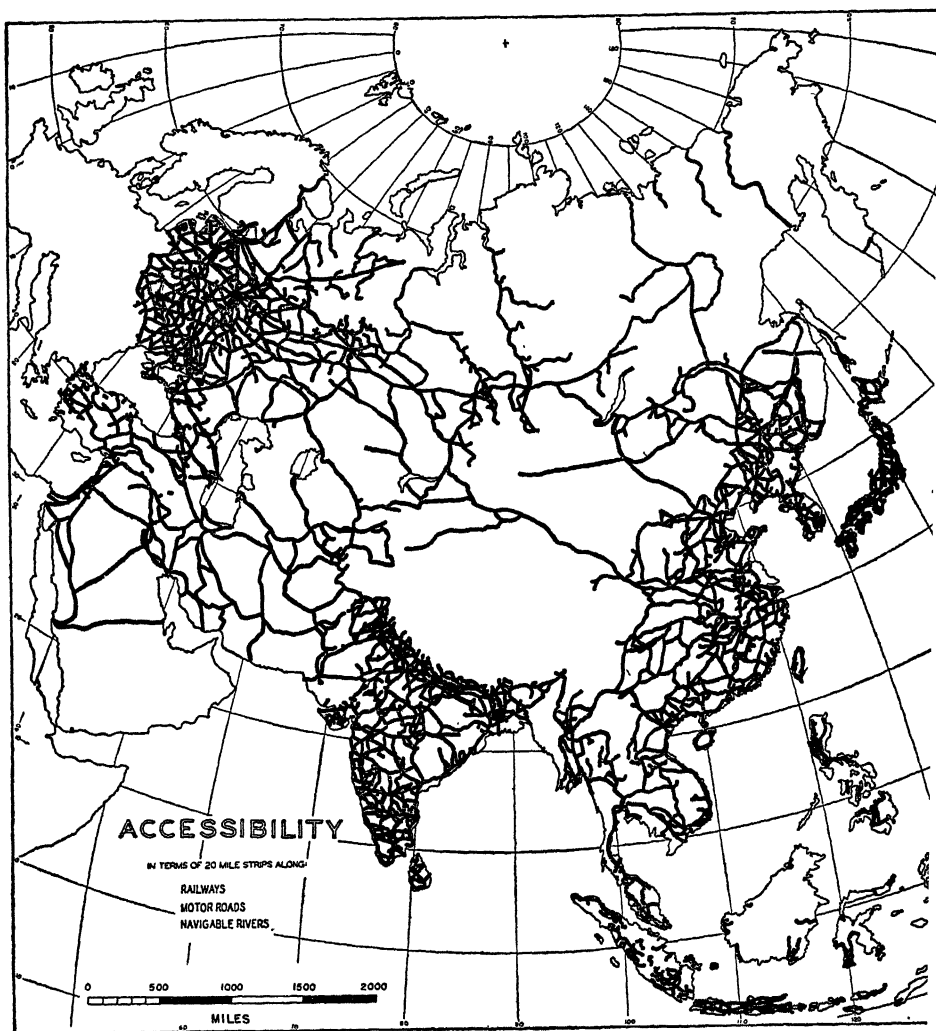 ACCESSIBILITY
IN TERMS OF 20 MILE STRIPS ALONG:
RAILWAYS
MOTOR ROADS
NAVIGABLE RIVERS
0 500 1000 1500 2000
MILES